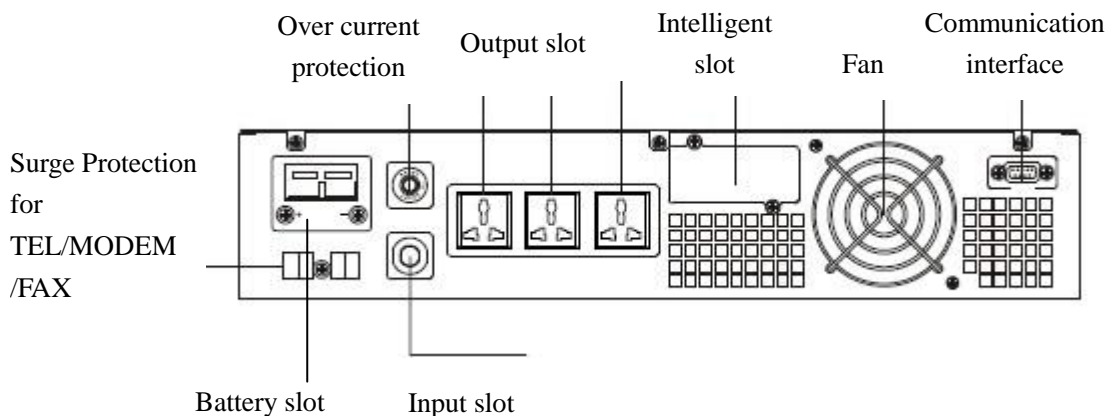 Over current
protection
Output slot
Intelligent
slot
Fan
Communication
interface
Surge Protection
for
TEL/MODEM
/FAX
+ −
Battery slot
Input slot